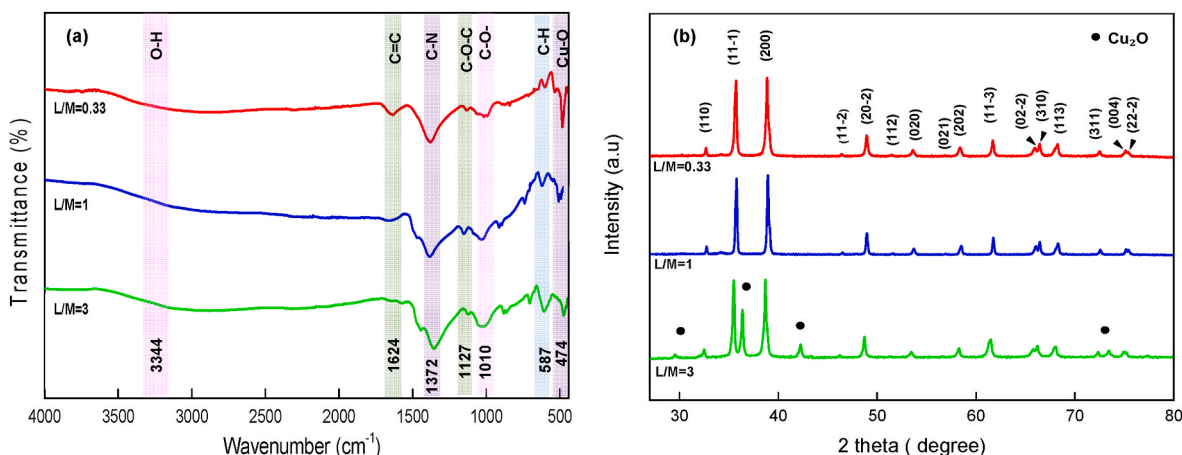 (a)
O-H
C=C
C-N
C-O-C
C-O-
C-H
Cu-O
L/M=0.33
L/M=1
L/M=3
3344
1624
1372
1127
1010
587
474
Transmittance (%)
4000 3500 3000 2500 2000 1500 1000 500
Wavenumber (cm-1)
(b)
● Cu2O
(110)
(11-1)
(200)
(11-2)
(20-2)
(112)
(020)
(021)
(202)
(11-3)
(02-2)
(310)
(113)
(311)
(004)
(22-2)
L/M=0.33
L/M=1
L/M=3
Intensity (a.u)
30 40 50 60 70 80
2 theta ( degree)